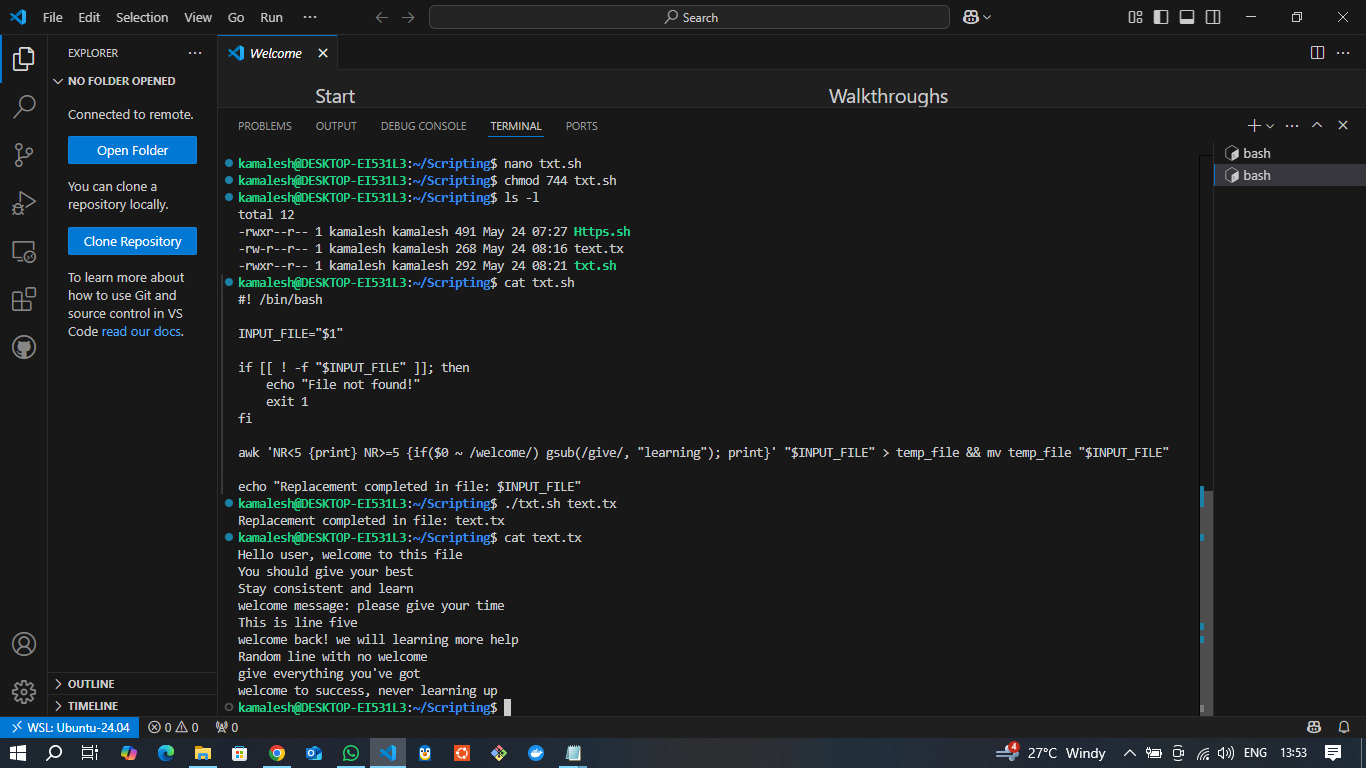 File Edit Selection View Go Run ···
Search
EXPLORER
NO FOLDER OPENED
Connected to remote.
Open Folder
You can clone a
repository locally.
Clone Repository
To learn more about
how to use Git and
source control in VS
Code read our docs.
OUTLINE
TIMELINE
Welcome
Start
Walkthroughs
PROBLEMS OUTPUT DEBUG CONSOLE TERMINAL PORTS
kamalesh@DESKTOP-EI531L3:~/Scripting$ nano txt.sh
kamalesh@DESKTOP-EI531L3:~/Scripting$ chmod 744 txt.sh
kamalesh@DESKTOP-EI531L3:~/Scripting$ ls -l
total 12
-rwxr--r-- 1 kamalesh kamalesh 491 May 24 07:27 Https.sh
-rw-r--r-- 1 kamalesh kamalesh 268 May 24 08:16 text.tx
-rwxr--r-- 1 kamalesh kamalesh 292 May 24 08:21 txt.sh
kamalesh@DESKTOP-EI531L3:~/Scripting$ cat txt.sh
#! /bin/bash
INPUT_FILE="$1"
if [[ ! -f "$INPUT_FILE" ]]; then
    echo "File not found!"
    exit 1
fi
awk 'NR<5 {print} NR>=5 {if($0 ~ /welcome/) gsub(/give/, "learning"); print}' "$INPUT_FILE" > temp_file && mv temp_file "$INPUT_FILE"
echo "Replacement completed in file: $INPUT_FILE"
kamalesh@DESKTOP-EI531L3:~/Scripting$ ./txt.sh text.tx
Replacement completed in file: text.tx
kamalesh@DESKTOP-EI531L3:~/Scripting$ cat text.tx
Hello user, welcome to this file
You should give your best
Stay consistent and learn
welcome message: please give your time
This is line five
welcome back! we will learning more help
Random line with no welcome
give everything you've got
welcome to success, never learning up
kamalesh@DESKTOP-EI531L3:~/Scripting$
bash
bash
WSL: Ubuntu-24.04 0 0 0
4 27°C Windy ENG 13:53